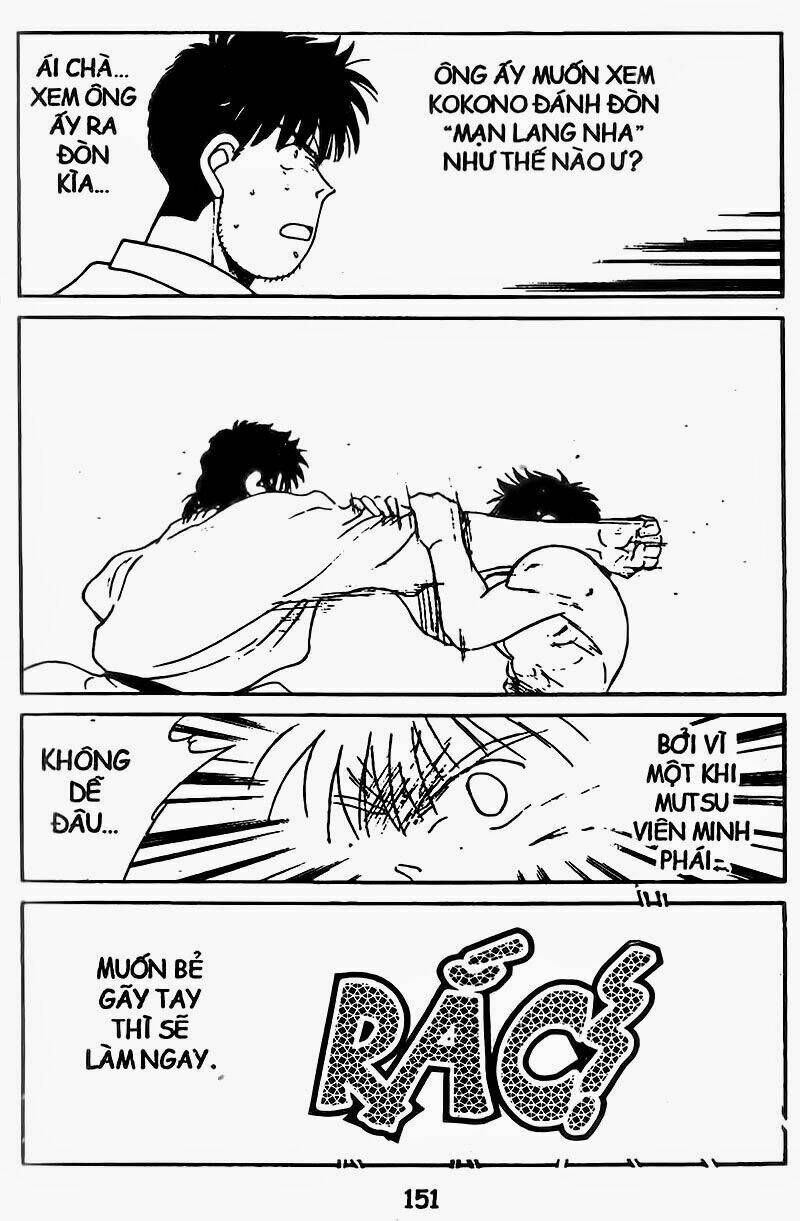 ÁI CHÀ...
XEM ÔNG
ẤY RA
ĐÒN
KÌA...
ÔNG ẤY MUỐN XEM
KOKONO ĐÁNH ĐÒN
“MẠN LANG NHA”
NHƯ THẾ NÀO Ư?
KHÔNG
DỄ
ĐÂU...
BỞI VÌ
MỘT KHI
MUTSU
VIÊN MINH
PHÁI-
MUỐN BẺ
GÃY TAY
THÌ SẼ
LÀM NGAY.
RẮC!
151